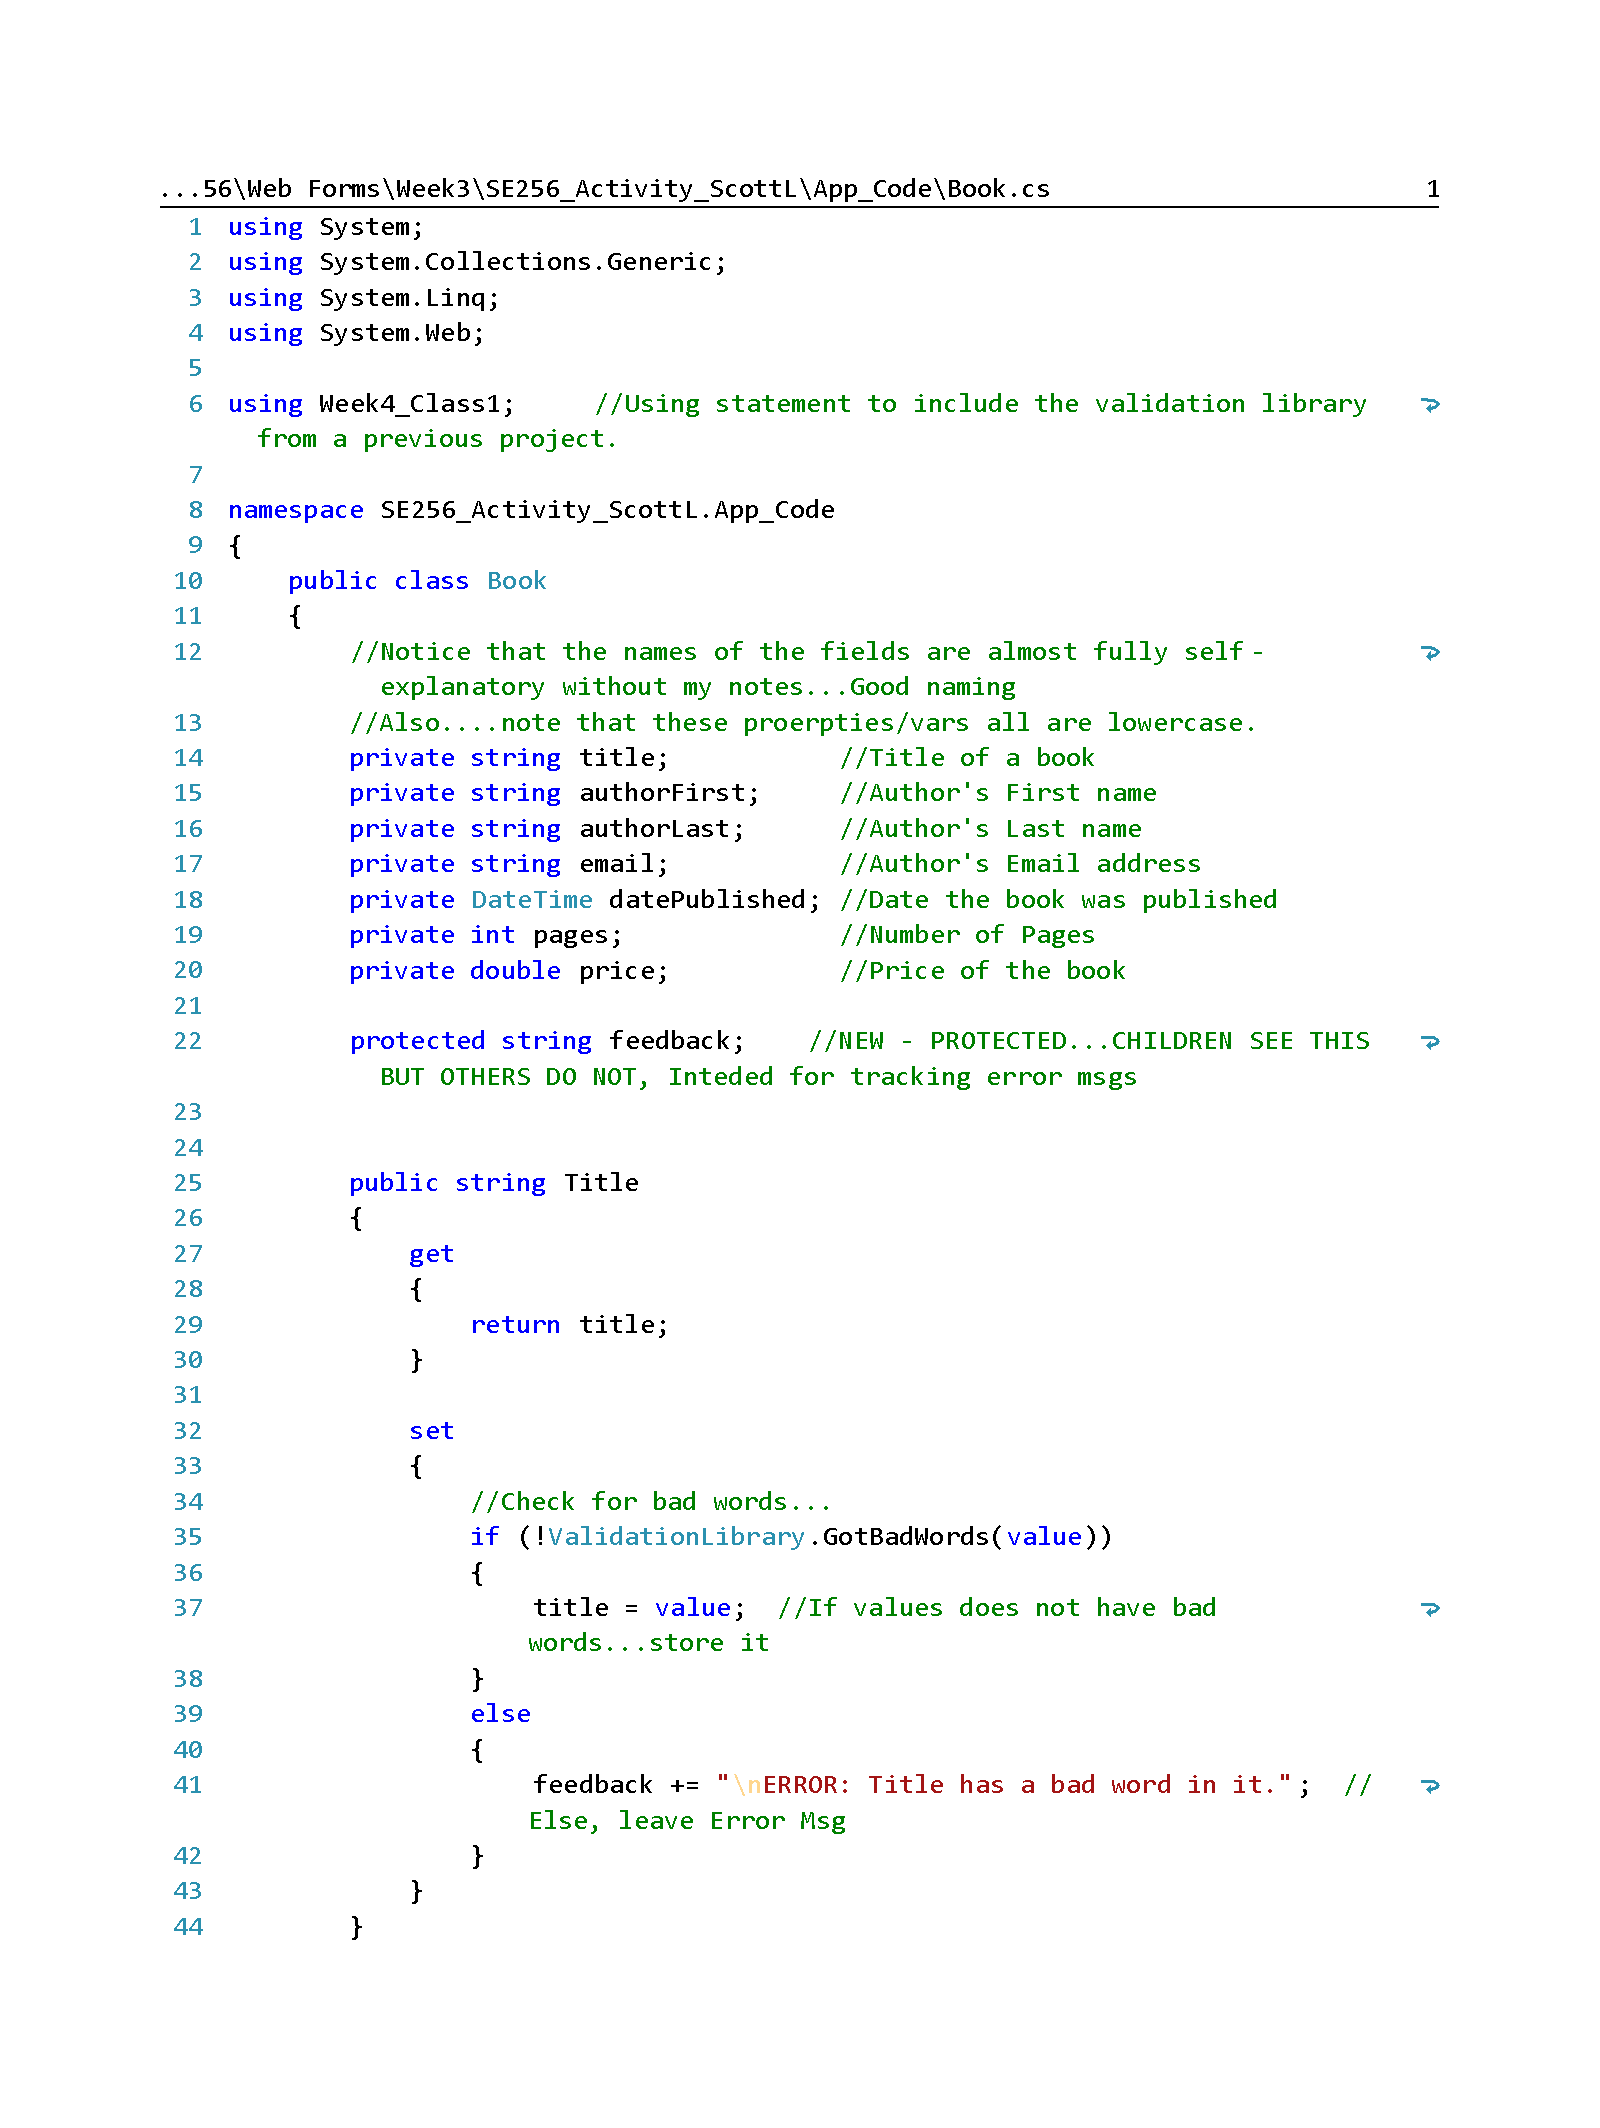 ...56\Web Forms\Week3\SE256_Activity_ScottL\App_Code\Book.cs 1
1 using System;
2 using System.Collections.Generic;
3 using System.Linq;
4 using System.Web;
5
6 using Week4_Class1; //Using statement to include the validation library
from a previous project.
7
8 namespace SE256_Activity_ScottL.App_Code
9 {
10 public class Book
11 {
12 //Notice that the names of the fields are almost fully self-
explanatory without my notes...Good naming
13 //Also....note that these proerpties/vars all are lowercase.
14 private string title; //Title of a book
15 private string authorFirst; //Author's First name
16 private string authorLast; //Author's Last name
17 private string email; //Author's Email address
18 private DateTime datePublished; //Date the book was published
19 private int pages; //Number of Pages
20 private double price; //Price of the book
21
22 protected string feedback; //NEW - PROTECTED...CHILDREN SEE THIS
BUT OTHERS DO NOT, Inteded for tracking error msgs
23
24
25 public string Title
26 {
27 get
28 {
29 return title;
30 }
31
32 set
33 {
34 //Check for bad words...
35 if (!ValidationLibrary.GotBadWords(value))
36 {
37 title = value; //If values does not have bad
words...store it
38 }
39 else
40 {
41 feedback += "\nERROR: Title has a bad word in it."; //
Else, leave Error Msg
42 }
43 }
44 }